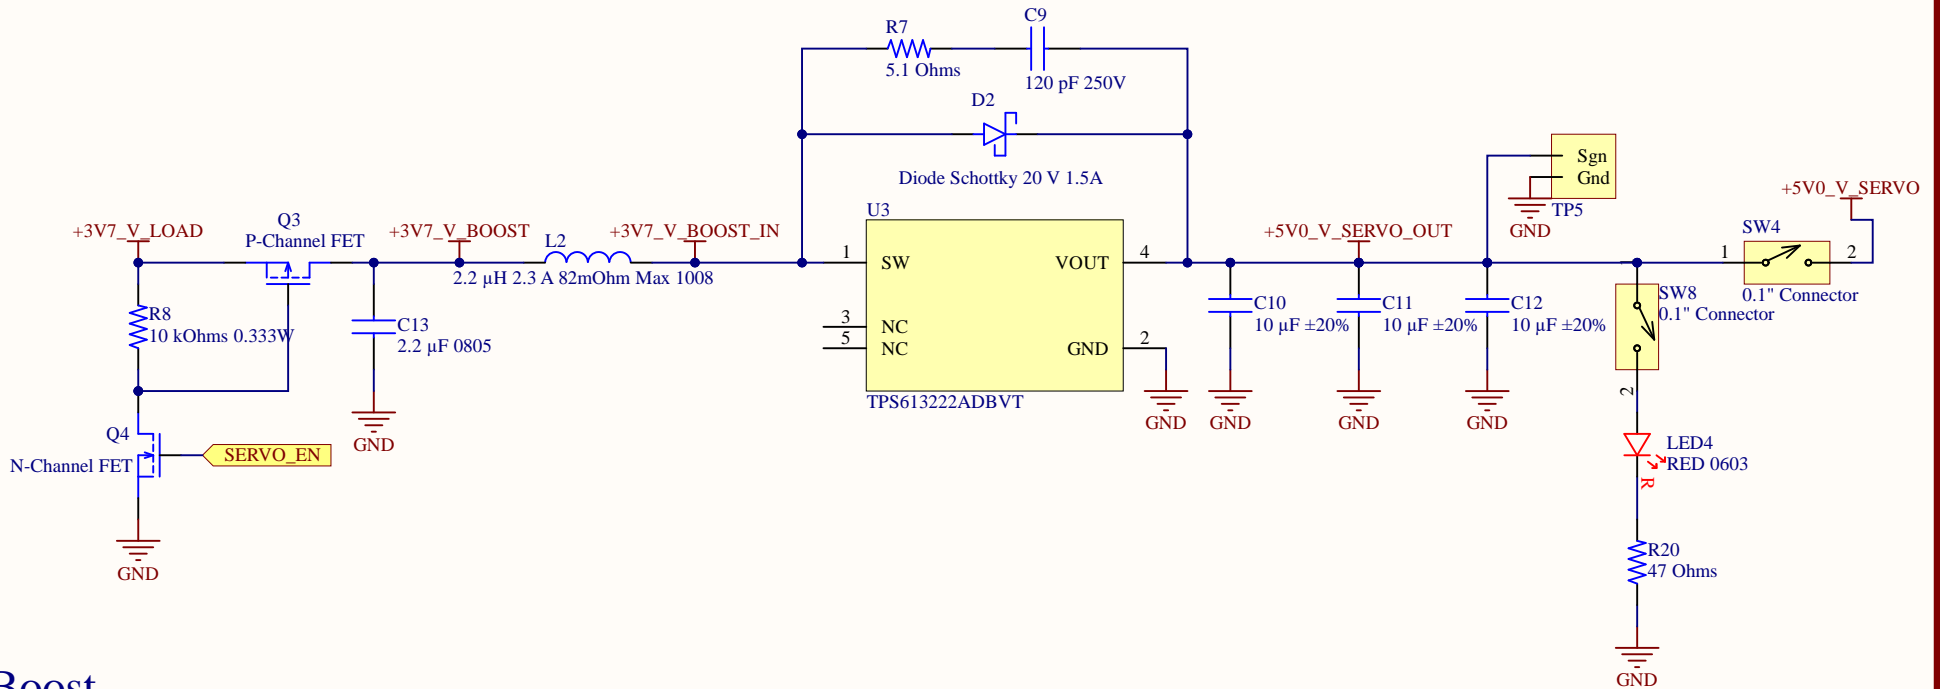 C9
R7
5.1 Ohms
120 pF 250V
D2
Diode Schottky 20 V 1.5A
Sgn
Gnd
TP5
GND
+5V0_V_SERVO
Q3
P-Channel FET
+3V7_V_LOAD
+3V7_V_BOOST
L2
2.2 µH 2.3 A 82mOhm Max 1008
+3V7_V_BOOST_IN
U3
1
SW
VOUT
4
3
NC
5
NC
GND
2
TPS613222ADBVT
GND
+5V0_V_SERVO_OUT
SW4
1
2
0.1" Connector
R8
10 kOhms 0.333W
C13
2.2 µF 0805
GND
C10
10 µF ±20%
GND
C11
10 µF ±20%
GND
C12
10 µF ±20%
GND
SW8
0.1" Connector
2
Q4
N-Channel FET
SERVO_EN
GND
LED4
RED 0603
R
R20
47 Ohms
GND
Boost